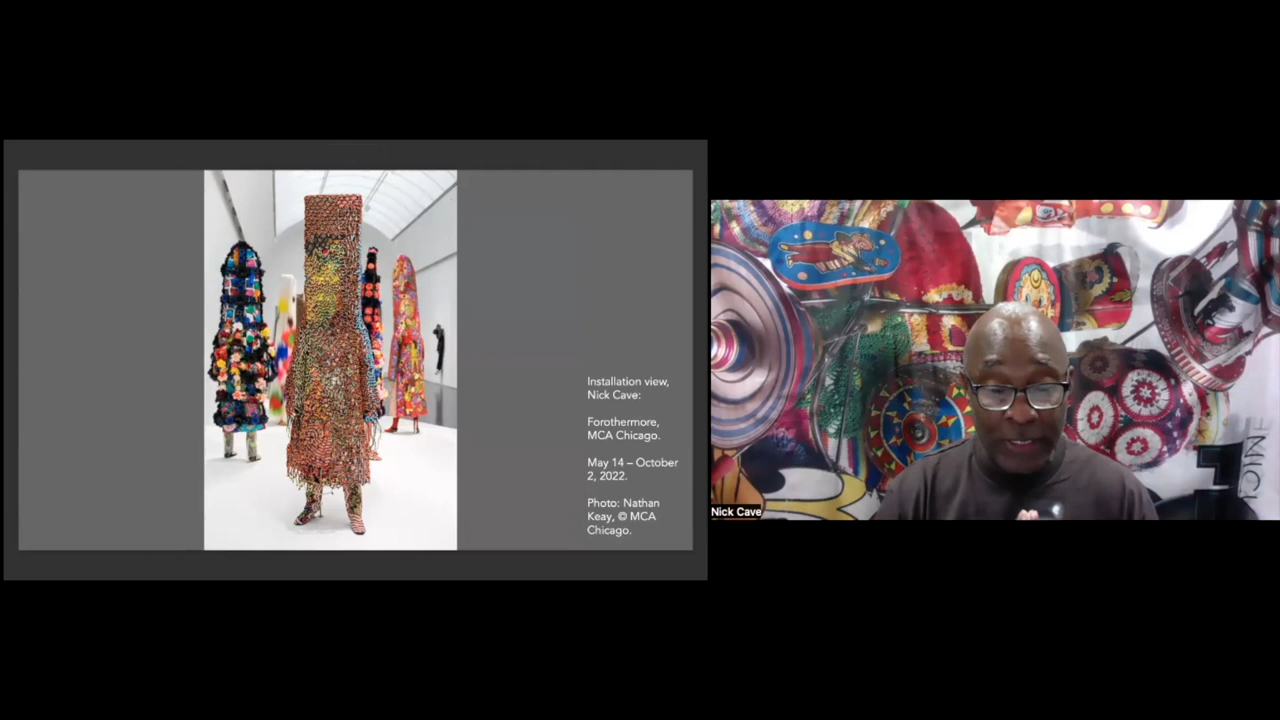 Installation view,
Nick Cave:
Forothermore,
MCA Chicago.
May 14 – October
2, 2022.
Photo: Nathan
Keay, © MCA
Chicago.
Nick Cave